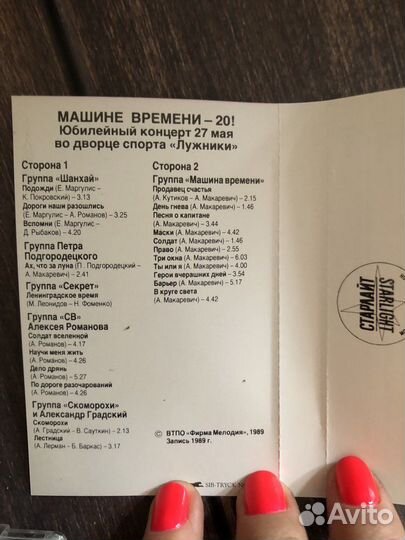 МАШИНЕ ВРЕМЕНИ – 20!
Юбилейный концерт 27 мая
во дворце спорта «Лужники»
Сторона 1
Группа «Шанхай»
Подожди (Е. Маргулис –
К. Покровский) – 3.13
Дороги наши разошлись
(Е. Маргулис – А. Романов) – 3.25
Вспомни (Е. Маргулис –
Д. Рыбаков) – 4.20
Группа Петра
Подгородецкого
Ах, что за луна (П. Подгородецкий –
А. Макаревич) – 2.41
Группа «Секрет»
Ленинградское время
(М. Леонидов – Н. Фоменко)
Группа «СВ»
Алексея Романова
Солдат вселенной
(А. Романов) – 4.17
Научи меня жить
(А. Романов) – 4.26
Дело дрянь
(А. Романов) – 5.27
По дороге разочарований
(А. Романов) – 4.26
Группа «Скоморохи»
и Александр Градский
Скоморохи
(А. Градский – В. Сауткин) – 2.13
Лестница
(А. Лерман – Б. Баркас) – 3.17
Сторона 2
Группа «Машина времени»
Продавец счастья
(А. Кутиков – А. Макаревич) – 2.15
День гнева (А. Макаревич) – 1.46
Песня о капитане
(А. Макаревич) – 3.44
Маски (А. Макаревич) – 4.42
Солдат (А. Макаревич) – 1.46
Право (А. Макаревич) – 2.55
Три окна (А. Макаревич) – 6.03
Ты или я (А. Макаревич) – 4.00
Герои вчерашних дней – 3.54
Барьер (А. Макаревич) – 5.17
В круге света
(А. Макаревич) – 4.42
© ВТПО «Фирма Мелодия», 1989
Запись 1989 г.
SIB-TRYCK
СТАРЛАЙТ
STARLIGHT
Avito